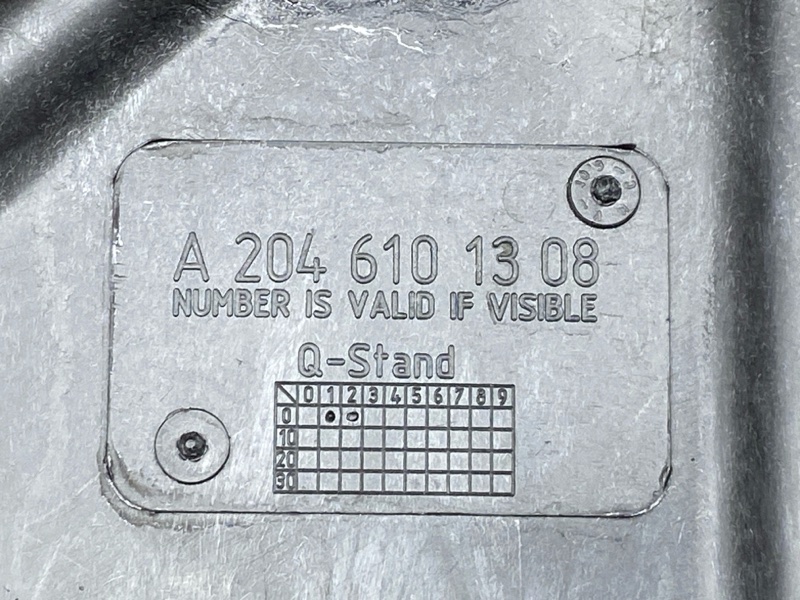 A 204 610 13 08
NUMBER IS VALID IF VISIBLE
Q-Stand
0 1 2 3 4 5 6 7 8 9
0
10
20
30